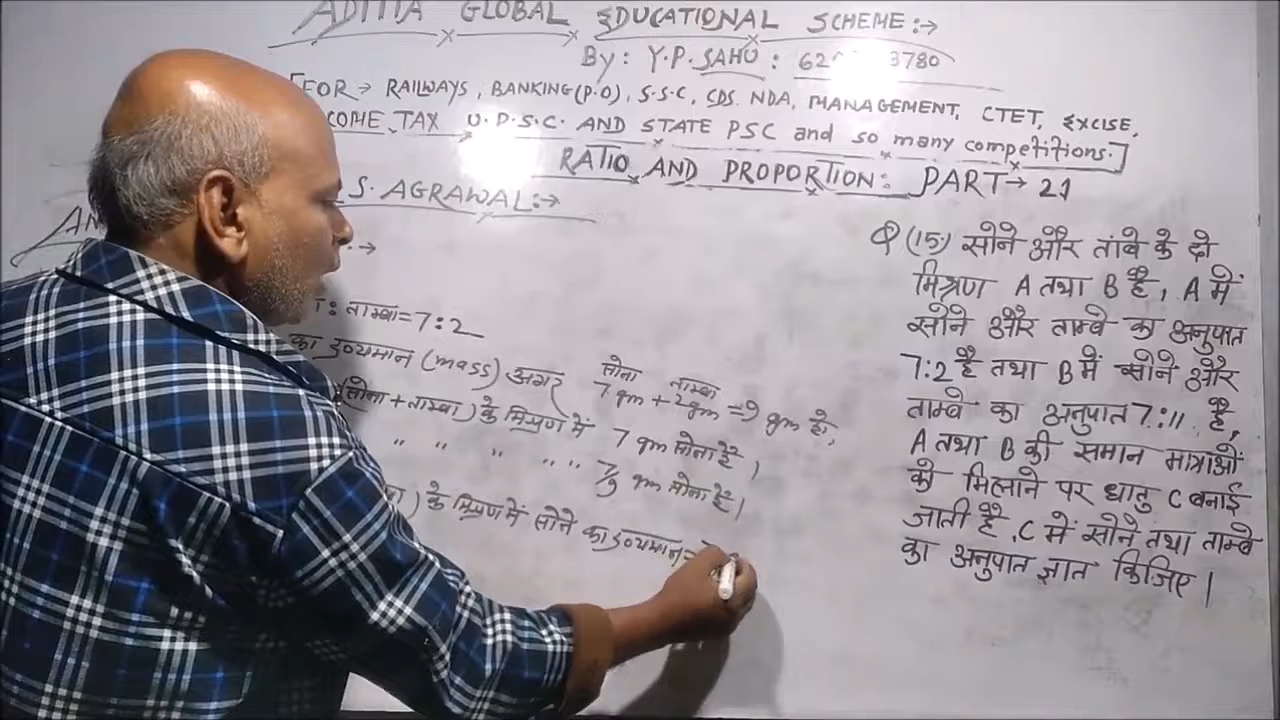 ADITIA GLOBAL EDUCATIONAL SCHEME:→
By: Y.P.SAHU : 62 3780
[FOR→ RAILWAYS, BANKING(P.O), S.S.C, CDS. NDA, MANAGEMENT, CTET, EXCISE,
COME TAX U.P.S.C. AND STATE PSC and so many competitions.]
RATIO AND PROPORTION: PART→ 21
S. AGRAWAL:→
Q (15) सोने और तांबे के दो
मिश्रण A तथा B है, A में
सोने और ताम्बे का अनुपात
7:2 है तथा B में सोने और
ताम्बे का अनुपात 7:11 है,
A तथा B की समान मात्राओं
को मिलाने पर धातु C बनाई
जाती है, C में सोने तथा ताम्बे
का अनुपात ज्ञात किजिए।
: ताम्बा = 7:2
का द्रव्यमान (mass) अगर
सोना ताम्बा
7 gm + 2 gm = 9 gm हो,
(सोना + ताम्बा) के मिश्रण में 7 gm सोना है,
" " " " " 7/9 gm सोना है।
) के मिश्रण में सोने का द्रव्यमान =